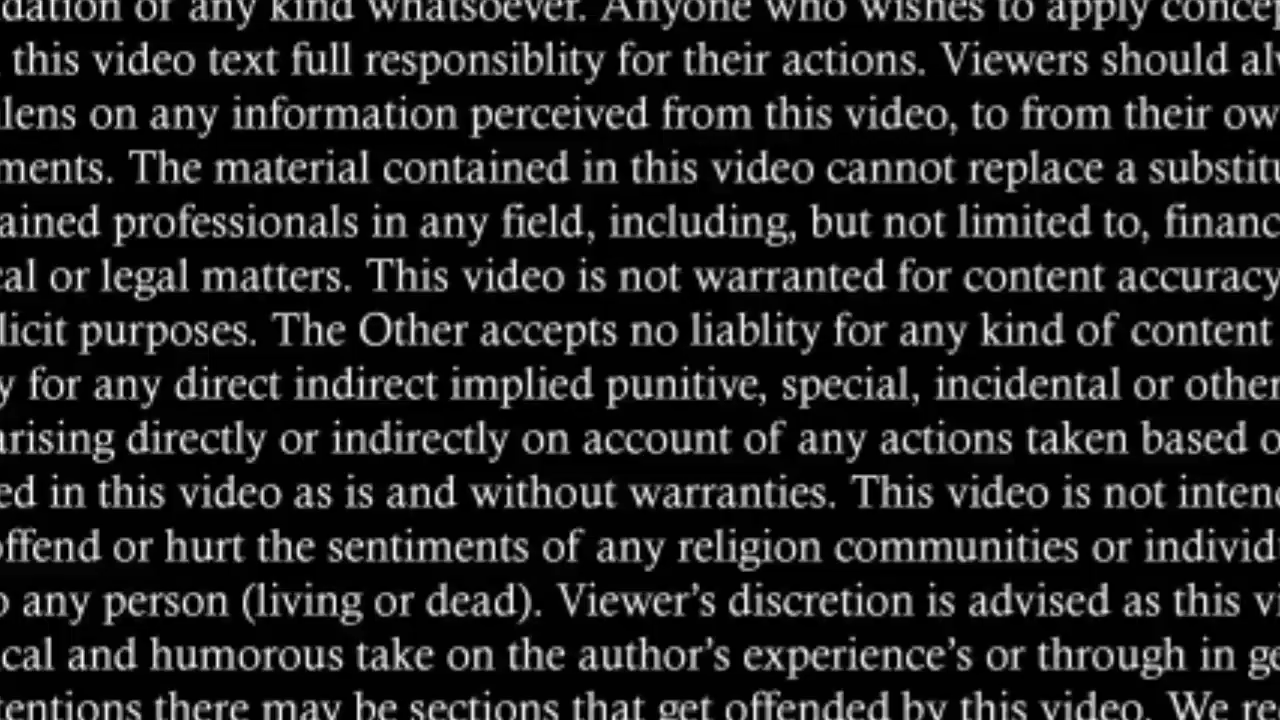 dation or any kind whatsoever. Anyone who wishes to apply concep
this video text full responsiblity for their actions. Viewers should alw
lens on any information perceived from this video, to from their ow
ments. The material contained in this video cannot replace a substitu
ained professionals in any field, including, but not limited to, financ
cal or legal matters. This video is not warranted for content accuracy
licit purposes. The Other accepts no liablity for any kind of content
y for any direct indirect implied punitive, special, incidental or other
arising directly or indirectly on account of any actions taken based o
ed in this video as is and without warranties. This video is not intend
offend or hurt the sentiments of any religion communities or individ
o any person (living or dead). Viewer's discretion is advised as this v
cal and humorous take on the author's experience's or through in ge
tentions there may be sections that get offended by this video. We re